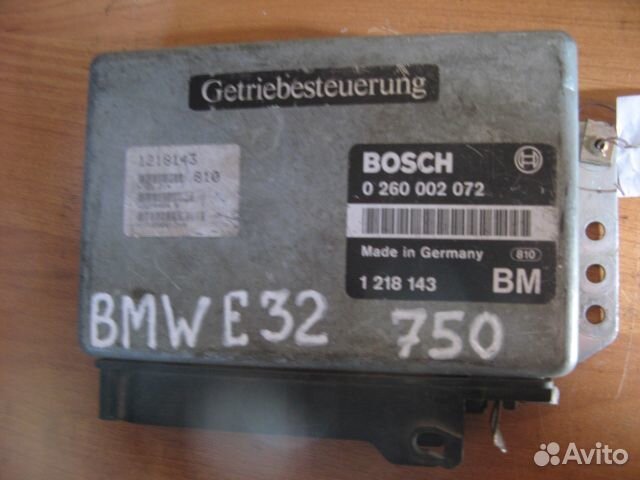 Getriebesteuerung
1218143
810
BOSCH
0 260 002 072
Made in Germany 810
1 218 143 BM
BMW E32 750
Avito